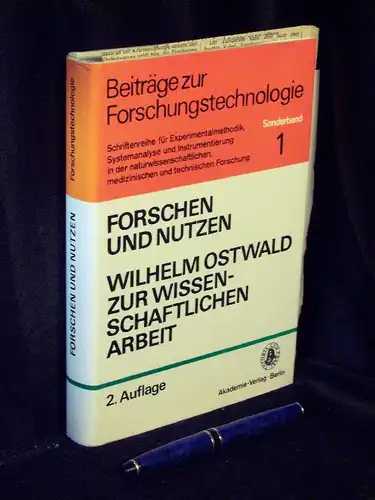 Beiträge zur
Forschungstechnologie
Schriftenreihe für Experimentalmethodik,
Systemanalyse und Instrumentierung
in der naturwissenschaftlichen,
medizinischen und technischen Forschung
Sonderband
1
FORSCHEN
UND NUTZEN
WILHELM OSTWALD
ZUR WISSEN-
SCHAFTLICHEN
ARBEIT
2. Auflage
Akademie-Verlag·Berlin
FORSCHEN UND NUTZEN
Forschungstechnologie